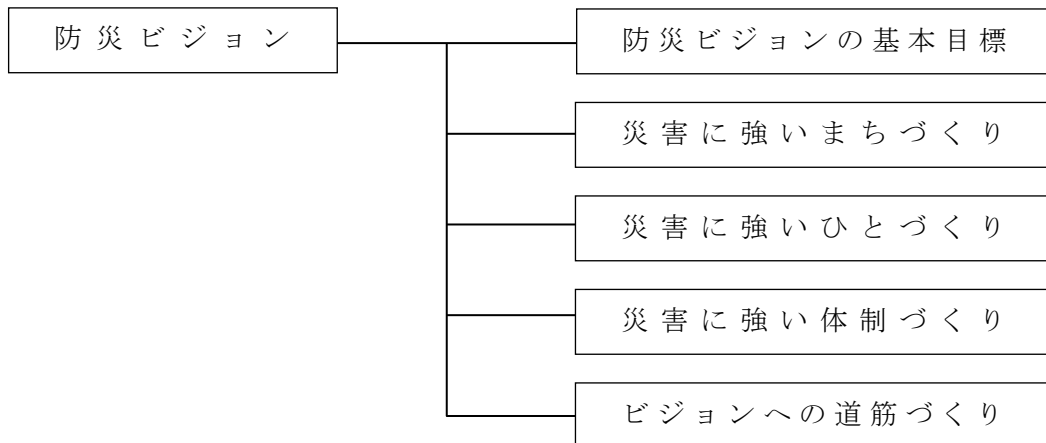 防災ビジョン
防災ビジョンの基本目標
災害に強いまちづくり
災害に強いひとづくり
災害に強い体制づくり
ビジョンへの道筋づくり